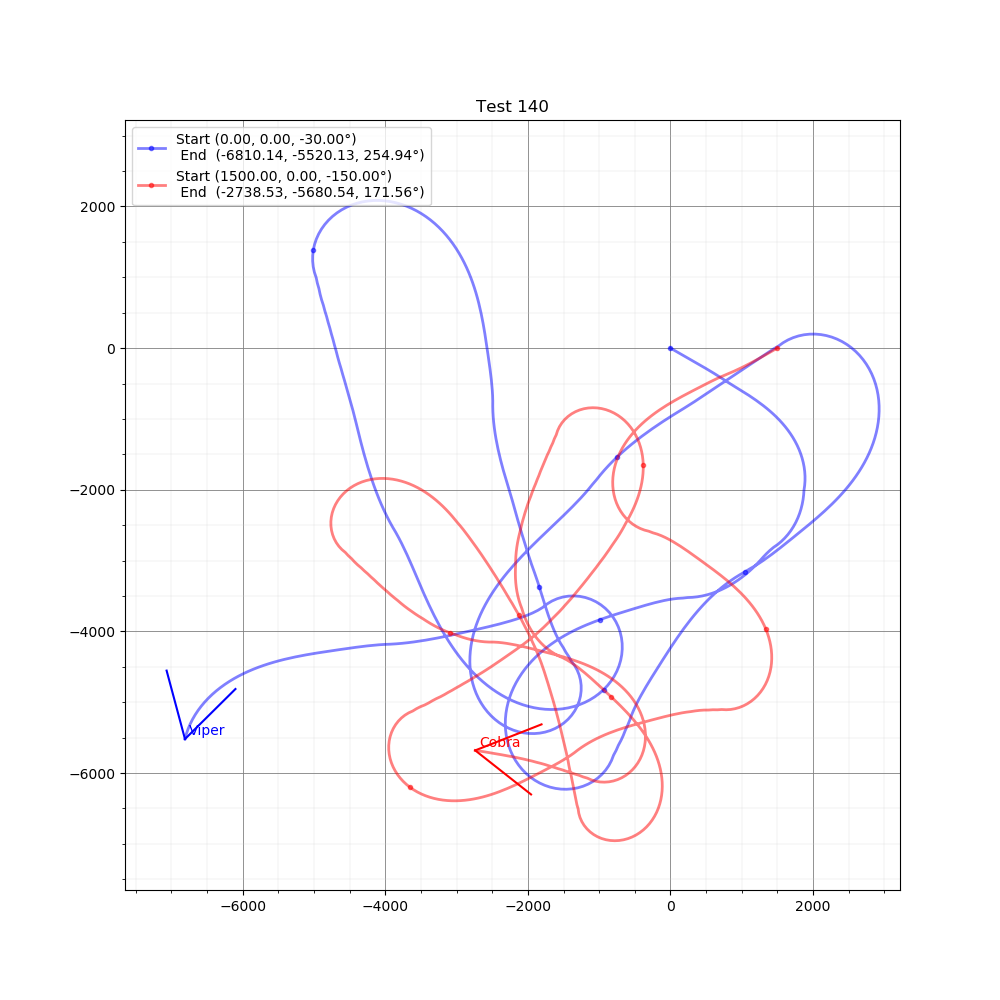 Test 140
Start (0.00, 0.00, -30.00°)
End  (-6810.14, -5520.13, 254.94°)
Start (1500.00, 0.00, -150.00°)
End  (-2738.53, -5680.54, 171.56°)
2000
0
−2000
−4000
−6000
Viper
Cobra
−6000 −4000 −2000 0 2000